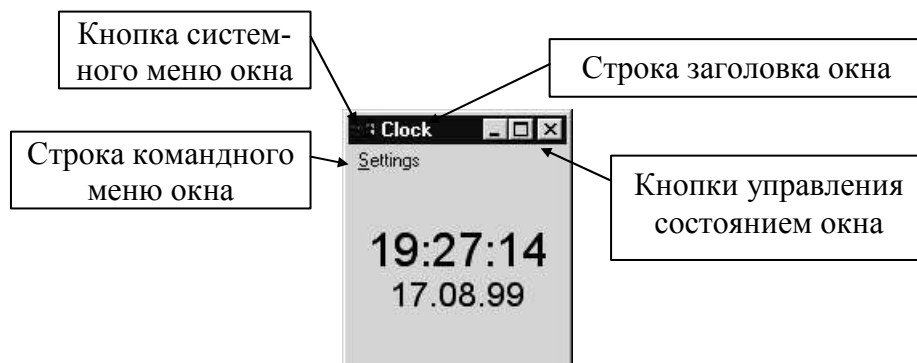 Кнопка систем-
ного меню окна
Строка заголовка окна
Clock
Строка командного
меню окна
Settings
Кнопки управления
состоянием окна
19:27:14
17.08.99